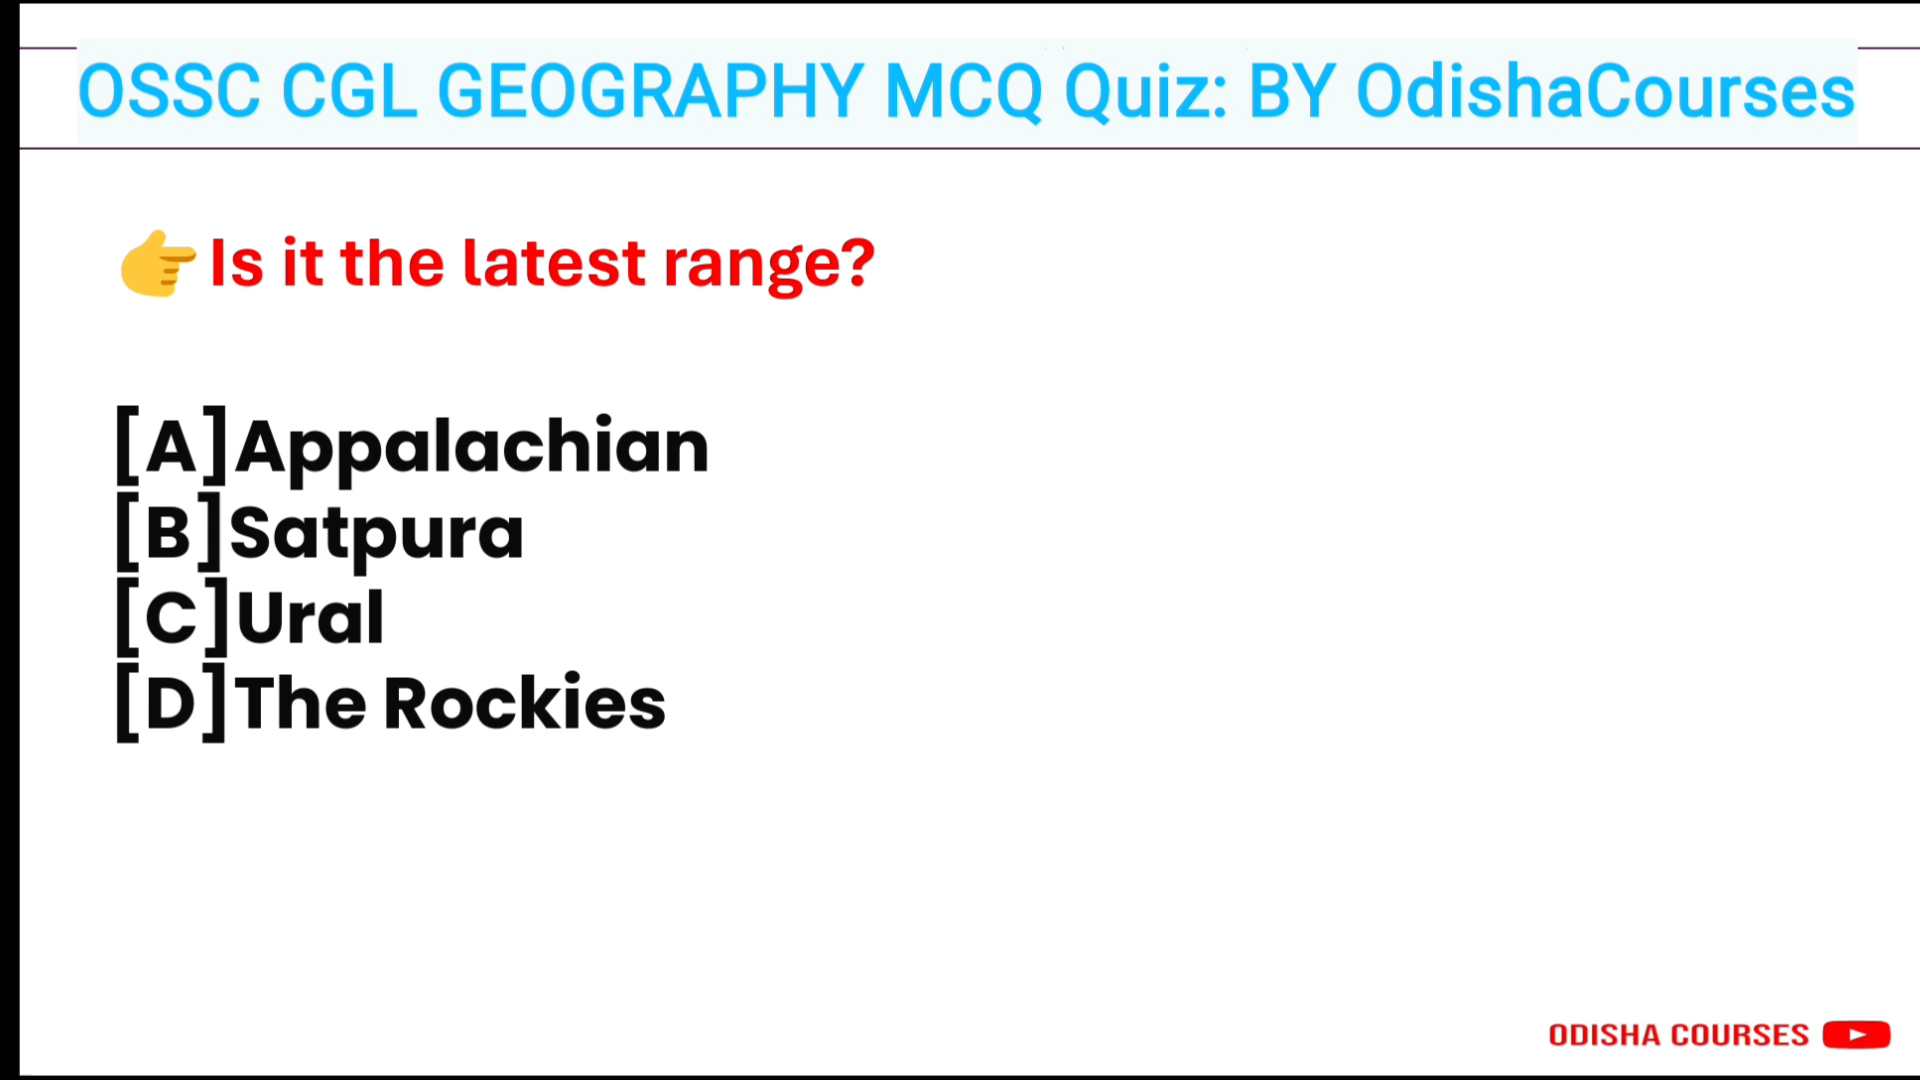 OSSC CGL GEOGRAPHY MCQ Quiz: BY OdishaCourses
👉Is it the latest range?
[A]Appalachian
[B]Satpura
[C]Ural
[D]The Rockies
ODISHA COURSES